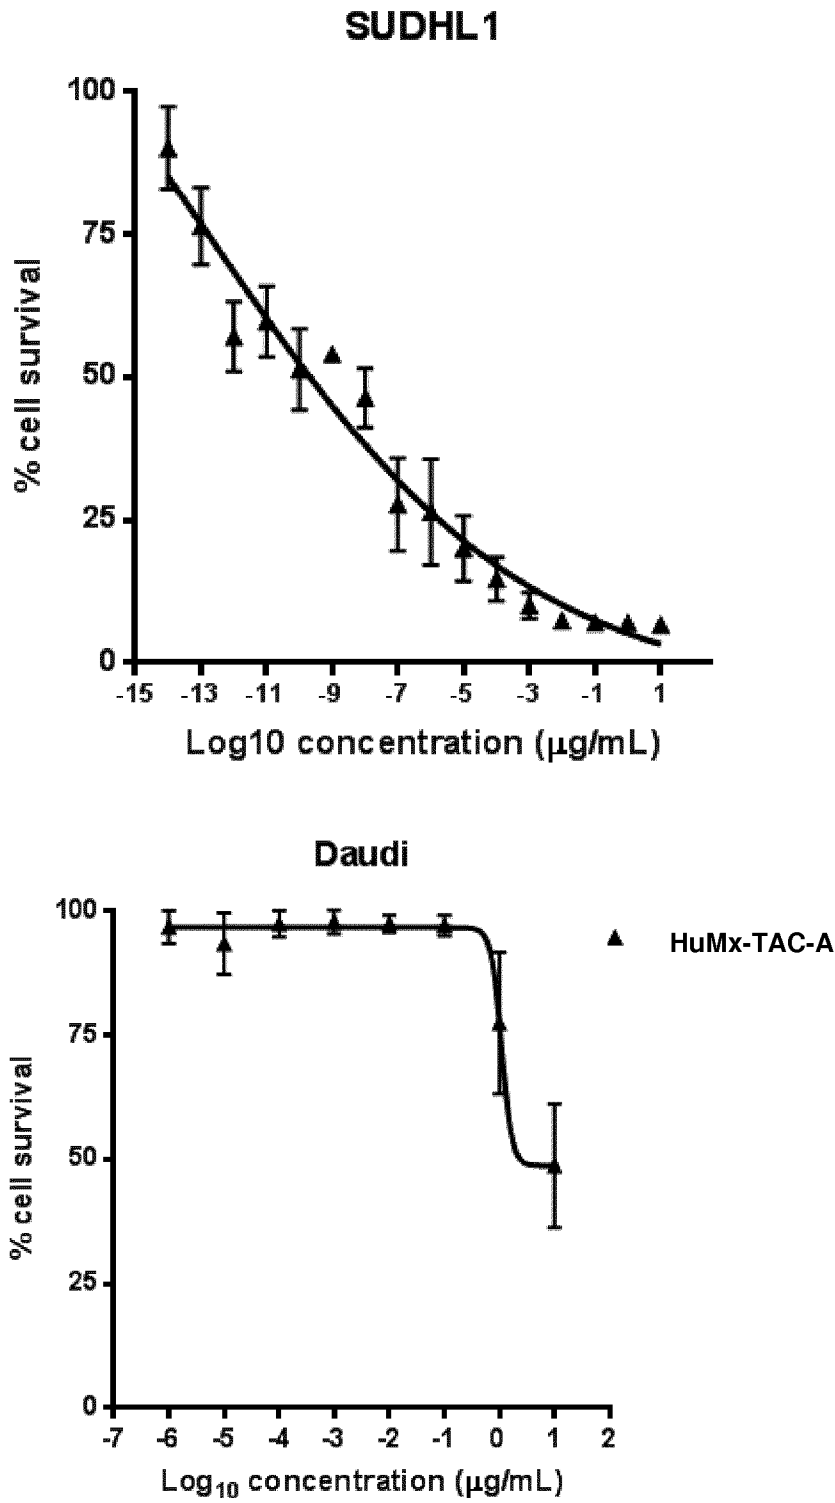 SUDHL1
100
75
50
25
0
-15 -13 -11 -9 -7 -5 -3 -1 1
% cell survival
Log10 concentration (µg/mL)
Daudi
100
75
50
25
0
-7 -6 -5 -4 -3 -2 -1 0 1 2
% cell survival
Log10 concentration (µg/mL)
HuMx-TAC-A